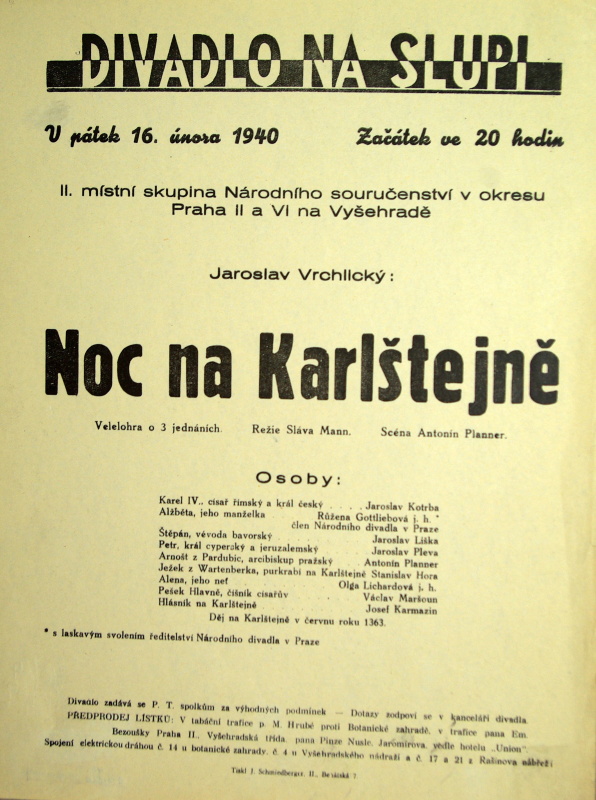 DIVADLO NA SLUPI
V pátek 16. února 1940 Začátek ve 20 hodin
II. místní skupina Národního souručenství v okresu
Praha II a VI na Vyšehradě
Jaroslav Vrchlický:
Noc na Karlštejně
Velelohra o 3 jednáních. Režie Sláva Mann. Scéna Antonín Planner.
Osoby:
Karel IV., císař římský a král český . . . . Jaroslav Kotrba
Alžběta, jeho manželka Růžena Gottliebová j. h. *
člen Národního divadla v Praze
Štěpán, vévoda bavorský Jaroslav Liška
Petr, král cyperský a jeruzalemský Jaroslav Pleva
Arnošt z Pardubic, arcibiskup pražský Antonín Planner
Ježek z Wartenberka, purkrabí na Karlštejně Stanislav Hora
Alena, jeho neť Olga Lichardová j. h.
Pešek Hlavně, číšník císařův Václav Maršoun
Hlásník na Karlštejně Josef Karmazín
Děj na Karlštejně v červnu roku 1363.
* s laskavým svolením ředitelství Národního divadla v Praze
Divadlo zadává se P. T. spolkům za výhodných podmínek — Dotazy zodpoví se v kanceláři divadla.
PŘEDPRODEJ LÍSTKŮ: V tabáční trafice p. M. Hrubé proti Botanické zahradě, v trafice pana Em.
Bezoušky Praha II., Vyšehradská třída, pana Pinze Nusle, Jaromírova, vedle hotelu „Union".
Spojení elektrickou dráhou č. 14 u botanické zahrady, č. 4 u Vyšehradského nádraží a č. 17 a 21 z Rašínova nábřeží
Tiskl J. Schmindberger, II.,